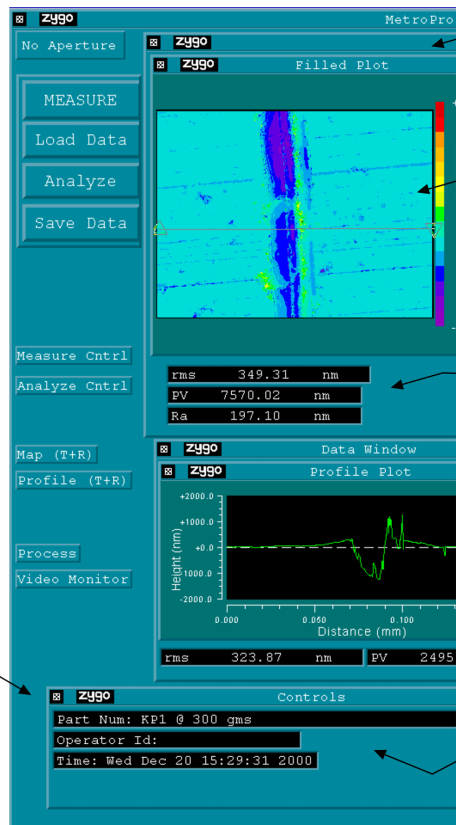 zygo MetroPro
No Aperture
zygo
zygo Filled Plot
MEASURE
Load Data
Analyze
Save Data
+
-
Measure Cntrl
Analyze Cntrl
rms 349.31 nm
PV 7570.02 nm
Ra 197.10 nm
Map (T+R)
Profile (T+R)
zygo Data Window
zygo Profile Plot
+2000.0
+1000.0
+0.0
-1000.0
-2000.0
Height (nm)
0.000 0.050 0.100
Distance (mm)
Process
Video Monitor
rms 323.87 nm PV 2495
zygo Controls
Part Num: KP1 @ 300 gms
Operator Id:
Time: Wed Dec 20 15:29:31 2000